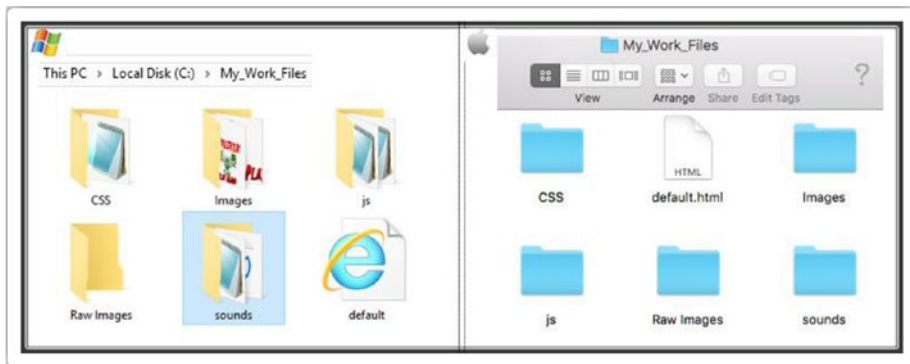 This PC > Local Disk (C:) > My_Work_Files
CSS Images js
Raw Images sounds default
My_Work_Files
?
View Arrange Share Edit Tags
HTML
CSS default.html Images
js Raw Images sounds